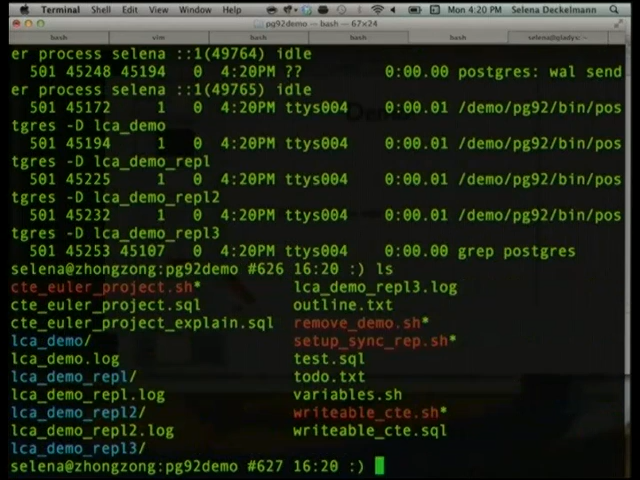 Terminal Shell Edit View Window Help Mon 4:20 PM Selena Deckelmann
pg92demo — bash — 67×24
bash vim bash bash bash selena@gladys: ~
er process selena ::1(49764) idle
501 45248 45194 0 4:20PM ?? 0:00.00 postgres: wal send
er process selena ::1(49765) idle
501 45172 1 0 4:20PM ttys004 0:00.01 /demo/pg92/bin/pos
tgres -D lca_demo
501 45194 1 0 4:20PM ttys004 0:00.01 /demo/pg92/bin/pos
tgres -D lca_demo_repl
501 45225 1 0 4:20PM ttys004 0:00.01 /demo/pg92/bin/pos
tgres -D lca_demo_repl2
501 45232 1 0 4:20PM ttys004 0:00.01 /demo/pg92/bin/pos
tgres -D lca_demo_repl3
501 45253 45107 0 4:20PM ttys004 0:00.00 grep postgres
selena@zhongzong:pg92demo #626 16:20 :) ls
cte_euler_project.sh* lca_demo_repl3.log
cte_euler_project.sql outline.txt
cte_euler_project_explain.sql remove_demo.sh*
lca_demo/ setup_sync_rep.sh*
lca_demo.log test.sql
lca_demo_repl/ todo.txt
lca_demo_repl.log variables.sh
lca_demo_repl2/ writeable_cte.sh*
lca_demo_repl2.log writeable_cte.sql
lca_demo_repl3/
selena@zhongzong:pg92demo #627 16:20 :)